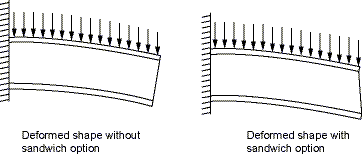 Deformed shape without
sandwich option
Deformed shape with
sandwich option